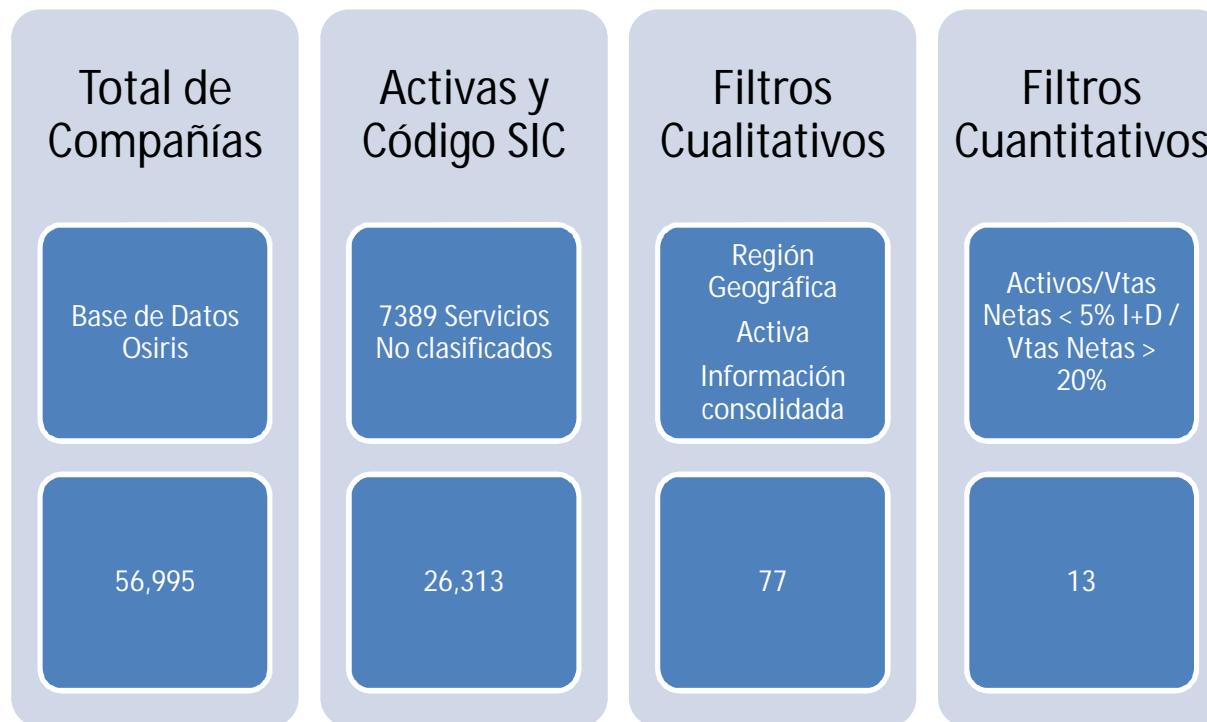 Total de
Compañías
Base de Datos
Osiris
56,995
Activas y
Código SIC
7389 Servicios
No clasificados
26,313
Filtros
Cualitativos
Región
Geográfica
Activa
Información
consolidada
77
Filtros
Cuantitativos
Activos/Vtas
Netas < 5% I+D /
Vtas Netas >
20%
13